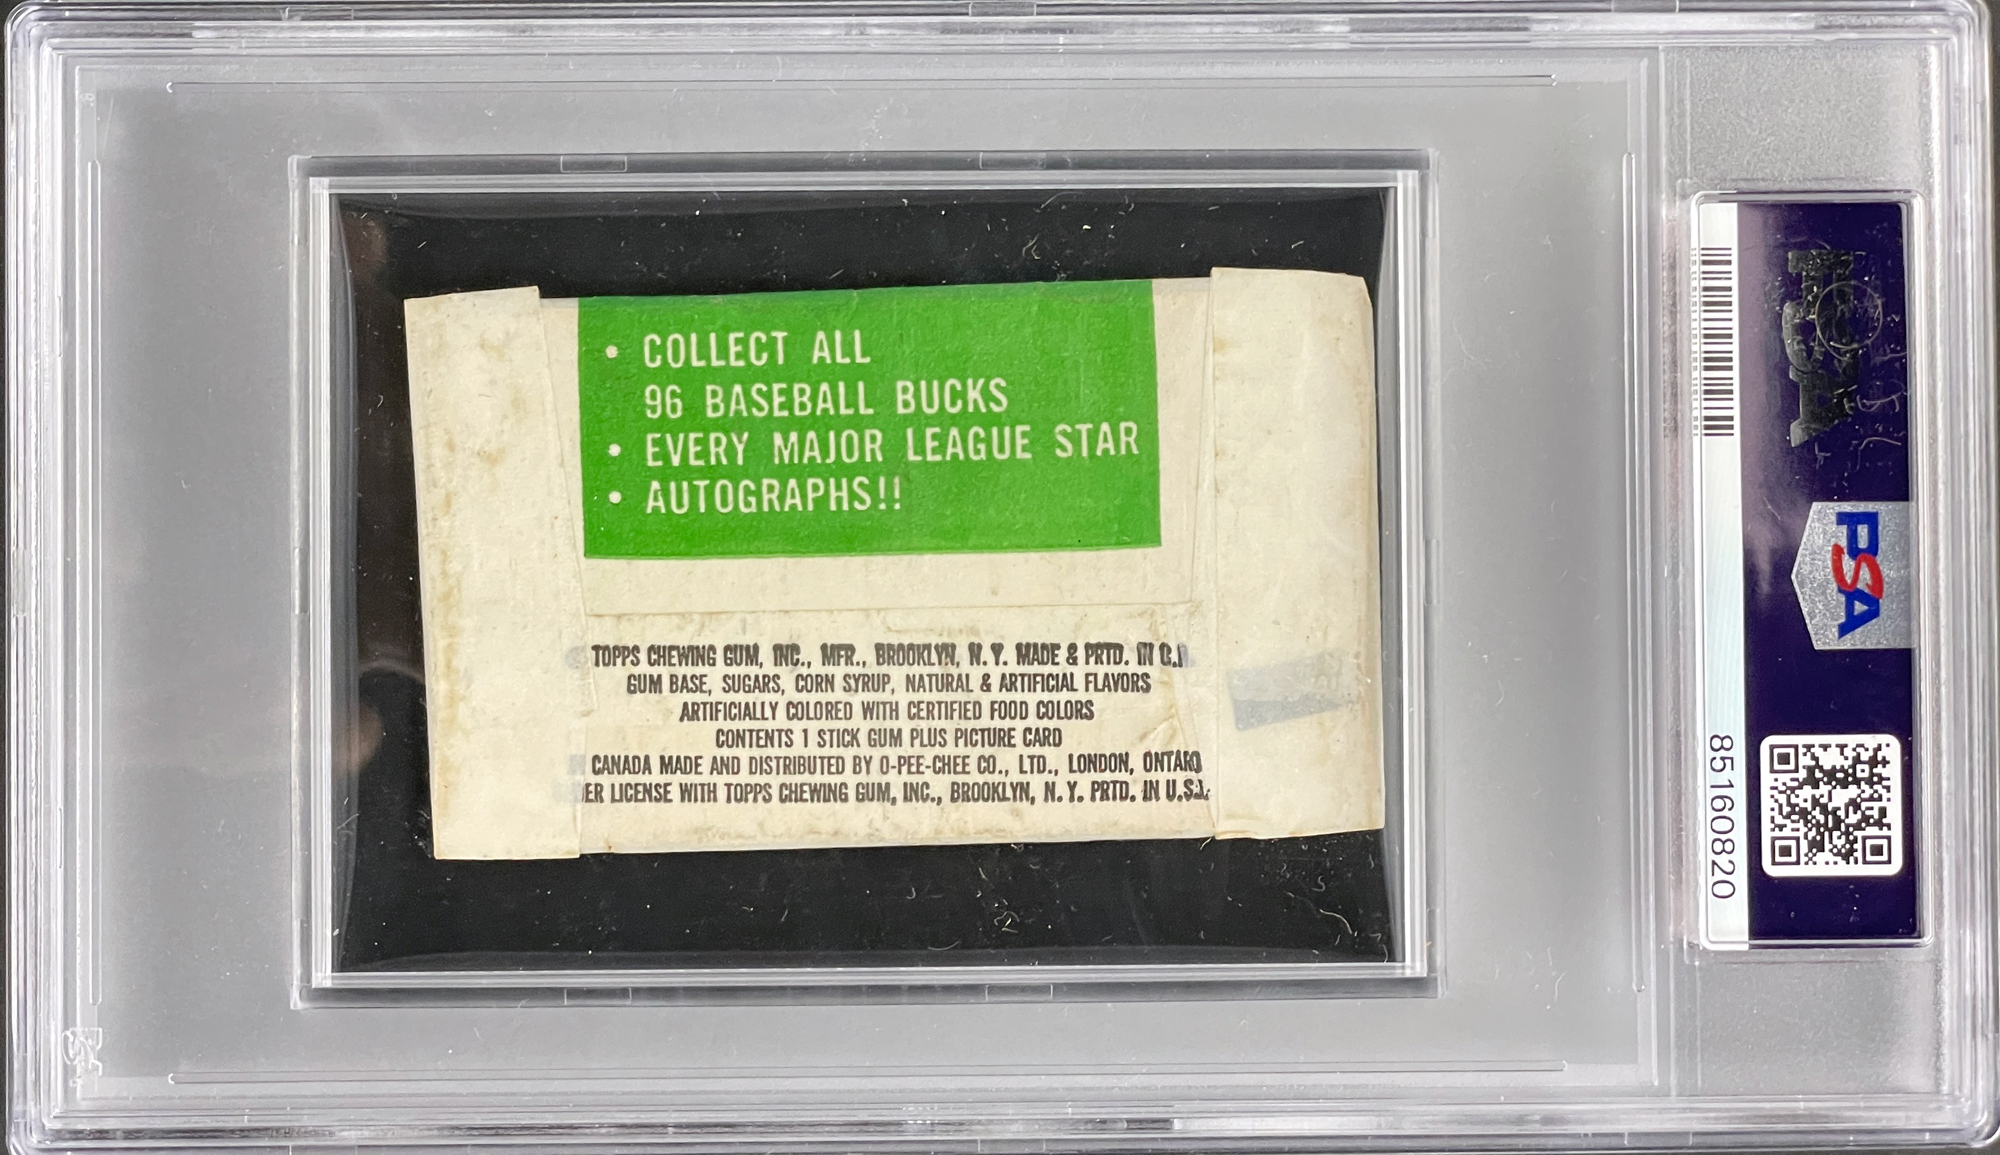 • COLLECT ALL
96 BASEBALL BUCKS
• EVERY MAJOR LEAGUE STAR
• AUTOGRAPHS!!
TOPPS CHEWING GUM, INC., MFR., BROOKLYN, N.Y. MADE & PRTD. IN
GUM BASE, SUGARS, CORN SYRUP, NATURAL & ARTIFICIAL FLAVORS
ARTIFICIALLY COLORED WITH CERTIFIED FOOD COLORS
CONTENTS 1 STICK GUM PLUS PICTURE CARD
CANADA MADE AND DISTRIBUTED BY O-PEE-CHEE CO., LTD., LONDON, ONTARIO
ER LICENSE WITH TOPPS CHEWING GUM, INC., BROOKLYN, N.Y. PRTD. IN U.S.A.
PSA
PSA
85160820